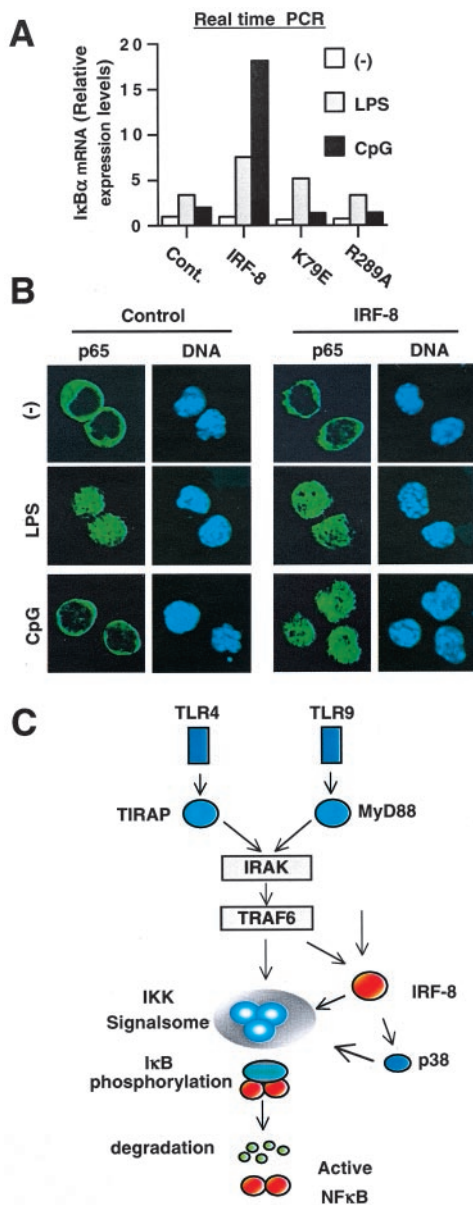 A
Real time PCR
IκBα mRNA (Relative
expression levels)
20
15
10
5
0
(-)
LPS
CpG
Cont.
IRF-8
K79E
R289A
B
Control
IRF-8
p65
DNA
p65
DNA
(-)
LPS
CpG
C
TLR4
TLR9
TIRAP
MyD88
IRAK
TRAF6
IKK
Signalsome
IRF-8
p38
IκB
phosphorylation
degradation
Active
NFκB